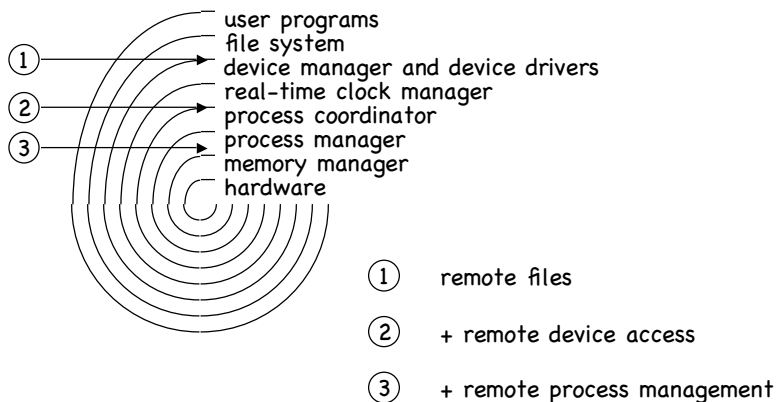 user programs
file system
1
device manager and device drivers
real-time clock manager
2
process coordinator
3
process manager
memory manager
hardware
1 remote files
2 + remote device access
3 + remote process management